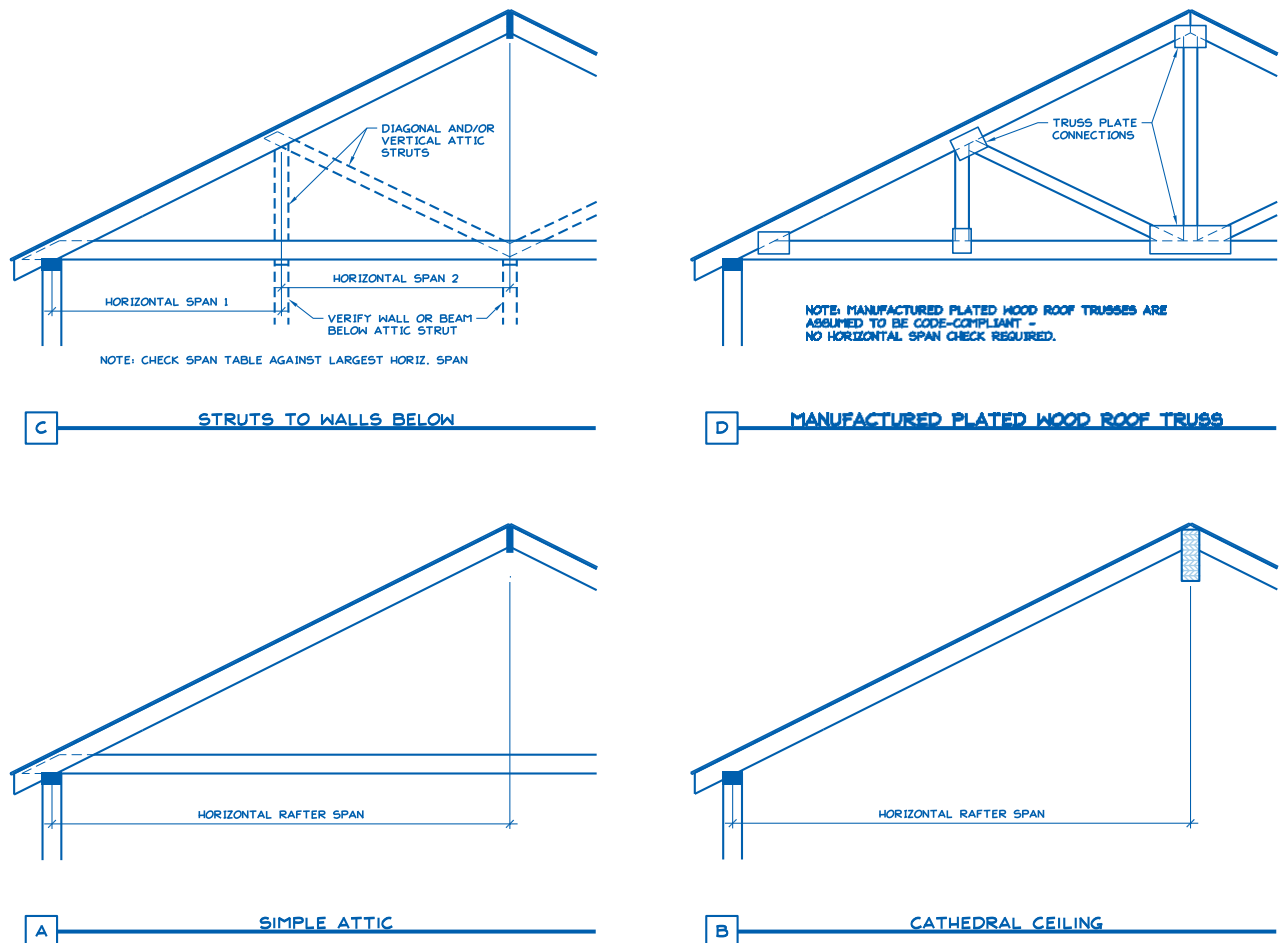 DIAGONAL AND/OR
VERTICAL ATTIC
STRUTS
HORIZONTAL SPAN 2
HORIZONTAL SPAN 1
VERIFY WALL OR BEAM
BELOW ATTIC STRUT
NOTE: CHECK SPAN TABLE AGAINST LARGEST HORIZ. SPAN
C STRUTS TO WALLS BELOW
TRUSS PLATE
CONNECTIONS
NOTE: MANUFACTURED PLATED WOOD ROOF TRUSSES ARE
ASSUMED TO BE CODE-COMPLIANT -
NO HORIZONTAL SPAN CHECK REQUIRED.
D MANUFACTURED PLATED WOOD ROOF TRUSS
HORIZONTAL RAFTER SPAN
A SIMPLE ATTIC
HORIZONTAL RAFTER SPAN
B CATHEDRAL CEILING